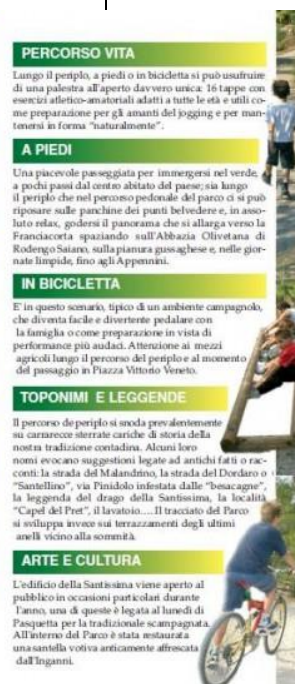 PERCORSO VITA
Lungo il periplo, a piedi o in bicicletta si può usufruire
di una palestra all'aperto davvero unica: 16 tappe con
esercizi atletico-amatoriali adatti a tutte le età e utili co-
me preparazione per gli amanti del jogging e per man-
tenersi in forma "naturalmente".
A PIEDI
Una piacevole passeggiata per immergersi nel verde,
a pochi passi dal centro abitato del paese; sia lungo
il periplo che nel percorso pedonale del parco ci si può
riposare sulle panchine dei punti belvedere e, in asso-
luto relax, godersi il panorama che si allarga verso la
Franciacorta spaziando sull'Abbazia Olivetana di
Rodengo Saiano, sulla pianura gussaghese e, nelle gior-
nate limpide, fino agli Appennini.
IN BICICLETTA
E' in questo scenario, tipico di un ambiente campagnolo,
che diventa facile e divertente pedalare con
la famiglia o come preparazione in vista di
performance più audaci. Attenzione ai mezzi
agricoli lungo il percorso del periplo e al momento
del passaggio in Piazza Vittorio Veneto.
TOPONIMI E LEGGENDE
Il percorso de periplo si snoda prevalentemente
su carrarecce sterrate cariche di storia della
nostra tradizione contadina. Alcuni loro
nomi evocano suggestioni legate ad antichi fatti o rac-
conti: la strada del Malandrino, la strada del Dordaro o
"Santellino", via Pinidolo infestata dalle "besacagne",
la leggenda del drago della Santissima, la località
"Capel del Pret", il lavatoio.... Il tracciato del Parco
si sviluppa invece sui terrazzamenti degli ultimi
anelli vicino alla sommità.
ARTE E CULTURA
L'edificio della Santissima viene aperto al
pubblico in occasioni particolari durante
l'anno, una di queste è legata al lunedì di
Pasquetta per la tradizionale scampagnata.
All'interno del Parco è stata restaurata
una santella votiva anticamente affrescata
dall'Inganni.